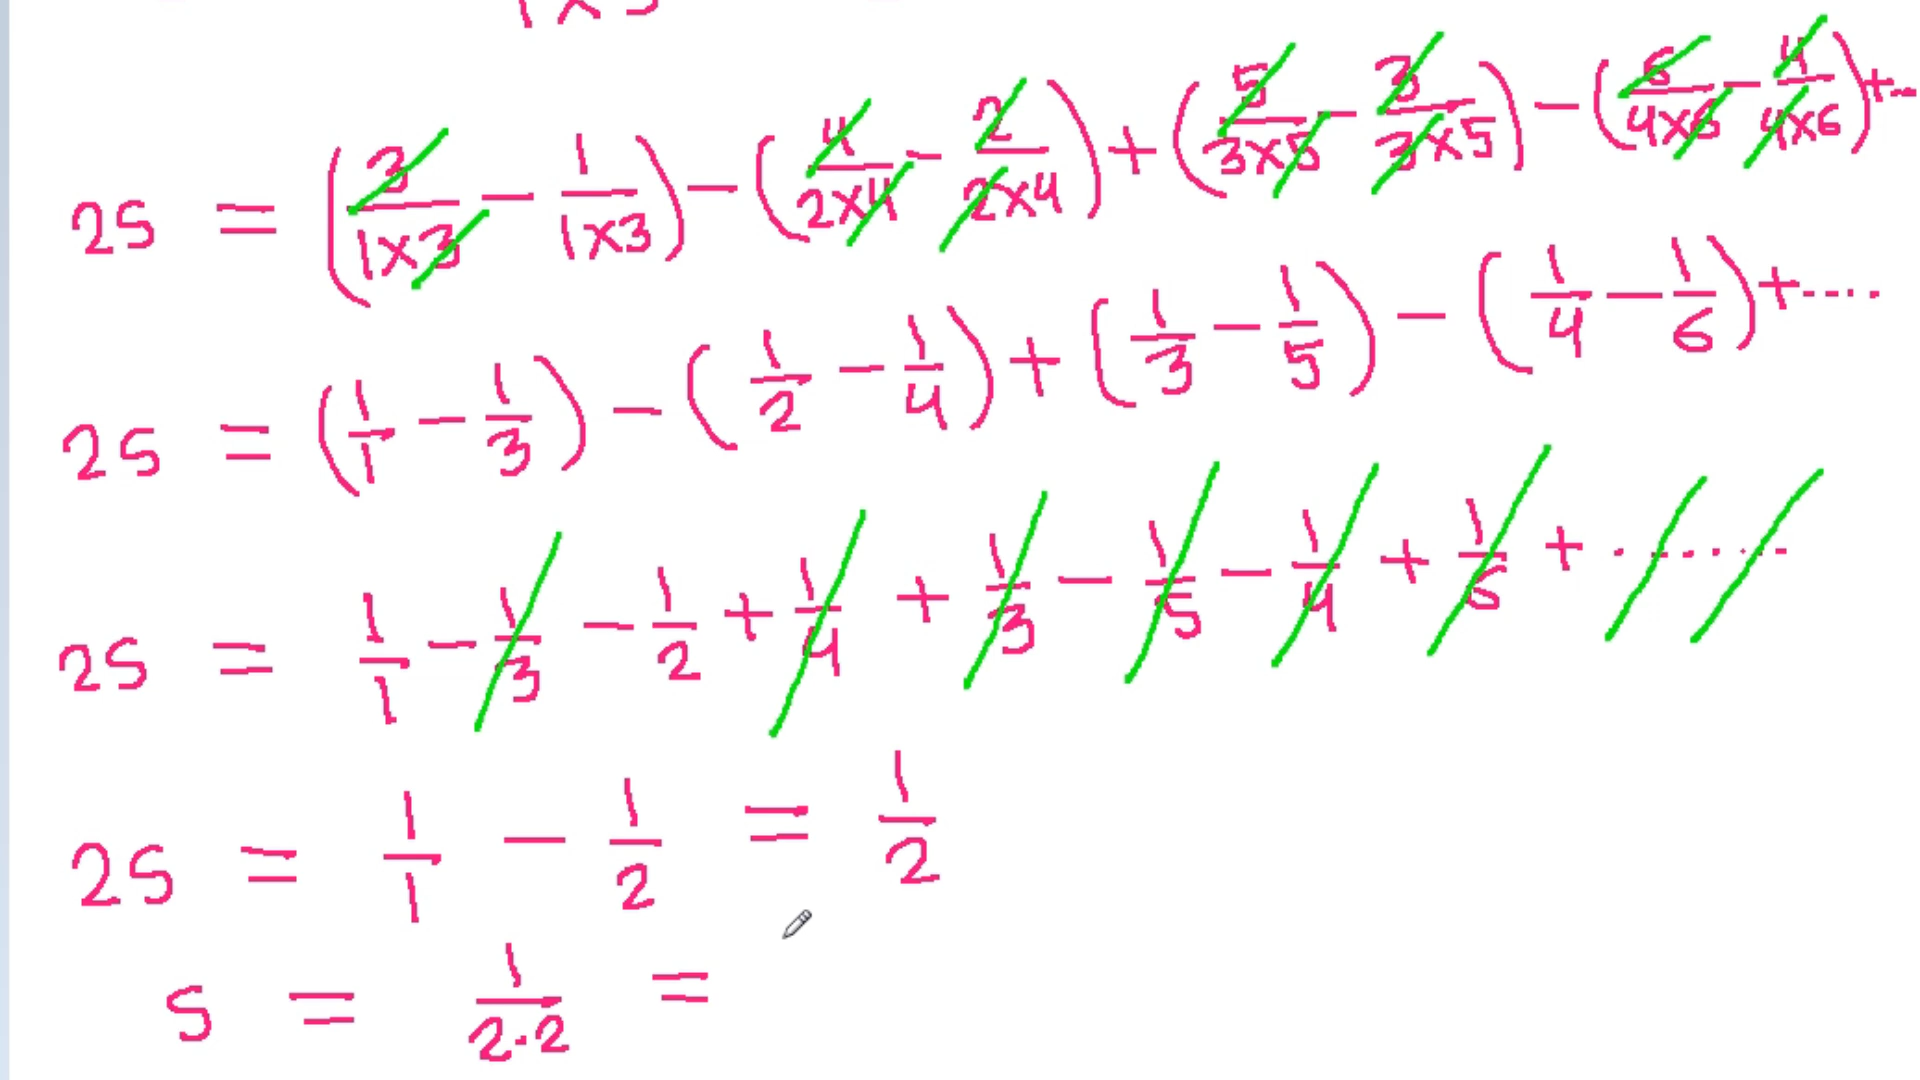 1×3
2S = (3/1×3 − 1/1×3) − (4/2×4 − 2/2×4) + (5/3×5 − 3/3×5) − (6/4×6 − 4/4×6) + ...
2S = (1/1 − 1/3) − (1/2 − 1/4) + (1/3 − 1/5) − (1/4 − 1/6) + ....
2S = 1/1 − 1/3 − 1/2 + 1/4 + 1/3 − 1/5 − 1/4 + 1/6 + ........
2S = 1/1 − 1/2 = 1/2
S = 1/2·2 =